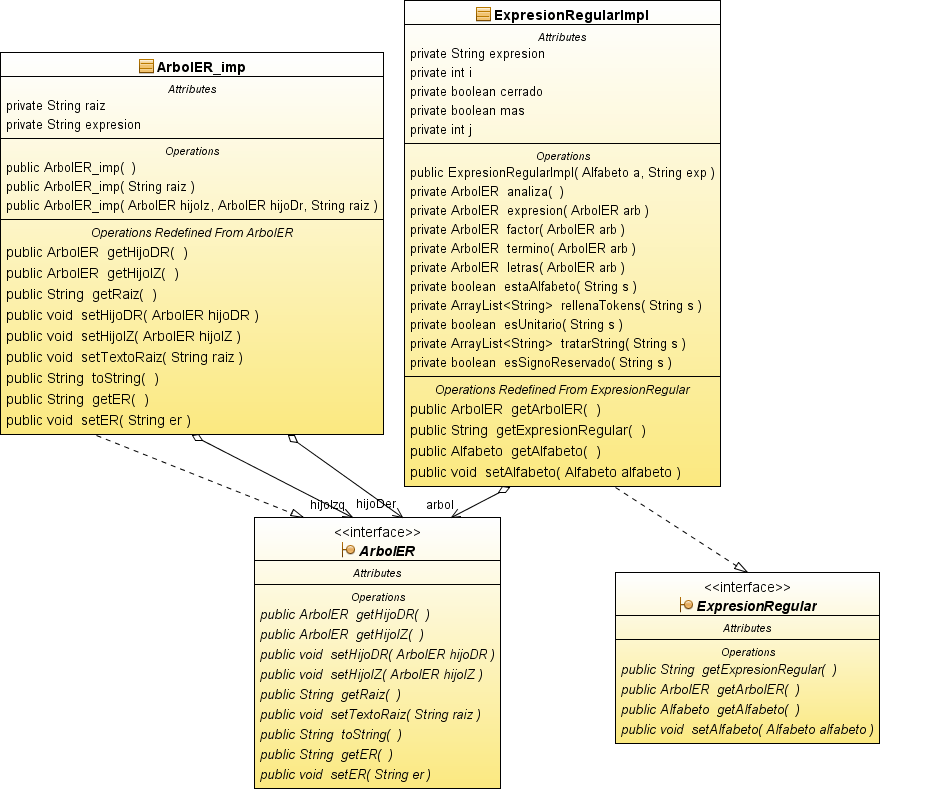 ArbolER_imp
Attributes
private String raiz
private String expresion
Operations
public ArbolER_imp( )
public ArbolER_imp( String raiz )
public ArbolER_imp( ArbolER hijoIz, ArbolER hijoDr, String raiz )
Operations Redefined From ArbolER
public ArbolER getHijoDR( )
public ArbolER getHijoIZ( )
public String getRaiz( )
public void setHijoDR( ArbolER hijoDR )
public void setHijoIZ( ArbolER hijoIZ )
public void setTextoRaiz( String raiz )
public String toString( )
public String getER( )
public void setER( String er )
ExpresionRegularImpl
Attributes
private String expresion
private int i
private boolean cerrado
private boolean mas
private int j
Operations
public ExpresionRegularImpl( Alfabeto a, String exp )
private ArbolER analiza( )
private ArbolER expresion( ArbolER arb )
private ArbolER factor( ArbolER arb )
private ArbolER termino( ArbolER arb )
private ArbolER letras( ArbolER arb )
private boolean estaAlfabeto( String s )
private ArrayList<String> rellenaTokens( String s )
private boolean esUnitario( String s )
private ArrayList<String> tratarString( String s )
private boolean esSignoReservado( String s )
Operations Redefined From ExpresionRegular
public ArbolER getArbolER( )
public String getExpresionRegular( )
public Alfabeto getAlfabeto( )
public void setAlfabeto( Alfabeto alfabeto )
hijoIzq
hijoDer
arbol
<<interface>>
ArbolER
Attributes
Operations
public ArbolER getHijoDR( )
public ArbolER getHijoIZ( )
public void setHijoDR( ArbolER hijoDR )
public void setHijoIZ( ArbolER hijoIZ )
public String getRaiz( )
public void setTextoRaiz( String raiz )
public String toString( )
public String getER( )
public void setER( String er )
<<interface>>
ExpresionRegular
Attributes
Operations
public String getExpresionRegular( )
public ArbolER getArbolER( )
public Alfabeto getAlfabeto( )
public void setAlfabeto( Alfabeto alfabeto )